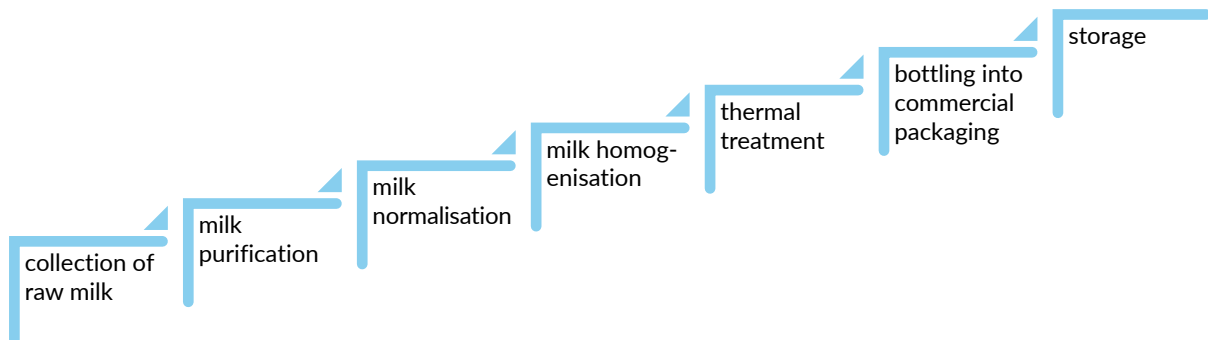 collection of
raw milk
milk
purification
milk
normalisation
milk homog-
enisation
thermal
treatment
bottling into
commercial
packaging
storage